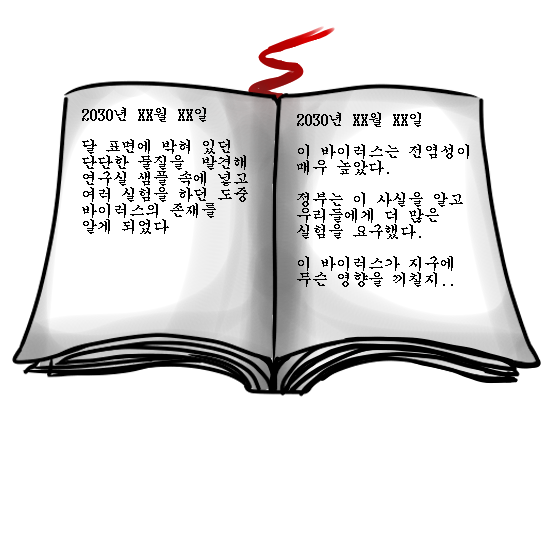 2030년 XX월 XX일
달 표면에 박혀 있던
단단한 물질을 발견해
연구실 샘플 속에 넣고
여러 실험을 하던 도중
바이러스의 존재를
알게 되었다
2030년 XX월 XX일
이 바이러스는 전염성이
매우 높았다.
정부는 이 사실을 알고
우리들에게 더 많은
실험을 요구했다.
이 바이러스가 지구에
무슨 영향을 끼칠지..